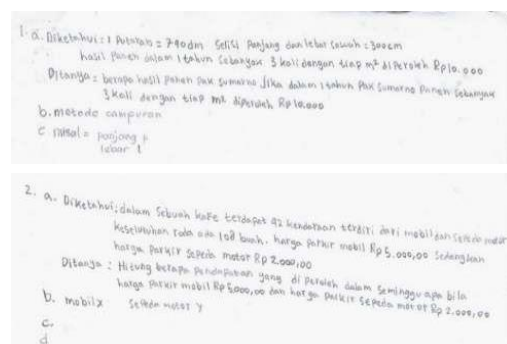 1. a. Diketahui: 1 Putaran = 740dm Selisi Panjang dan lebar sawah = 300cm
hasil Panen dalam 1 tahun sebanyak 3 kali dengan tiap m² diperoleh Rp10.000
Ditanya: berapa hasil panen Pak sumarno Jika dalam 1 tahun Pak Sumarno Panen sebanyak
3 kali dengan tiap m² diperoleh Rp 10.000
b. metode campuran
c misal = panjang p
lebar l
2. a. Diketahui: dalam sebuah kafe terdapat 42 kendaraan terdiri dari mobil dan sepeda motor
keseluruhan roda ada 108 buah. harga parkir mobil Rp 5.000,00 sedangkan
harga parkir sepeda motor Rp 2.000,00
Ditanya : Hitung berapa Pendapatan yang di peroleh dalam seminggu apa bila
harga parkir mobil Rp 5.000,00 dan harga parkir sepeda motor Rp 2.000,00
b. mobil x sepeda motor y
c.
d